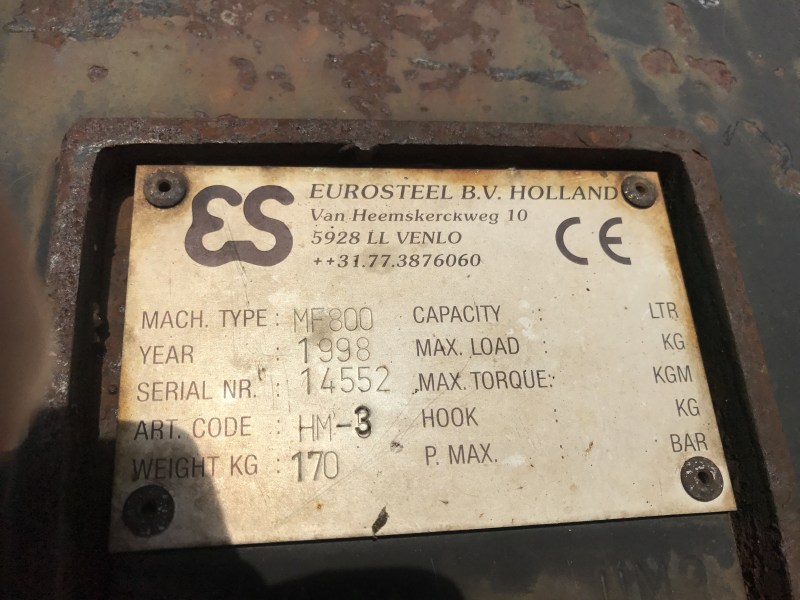 ES
EUROSTEEL B.V. HOLLAND
Van Heemskerckweg 10
5928 LL VENLO
++31.77.3876060
CE
MACH. TYPE : MF800
YEAR : 1998
SERIAL NR. : 14552
ART. CODE : HM-3
WEIGHT KG : 170
CAPACITY : LTR
MAX. LOAD : KG
MAX. TORQUE: KGM
HOOK : KG
P. MAX. : BAR